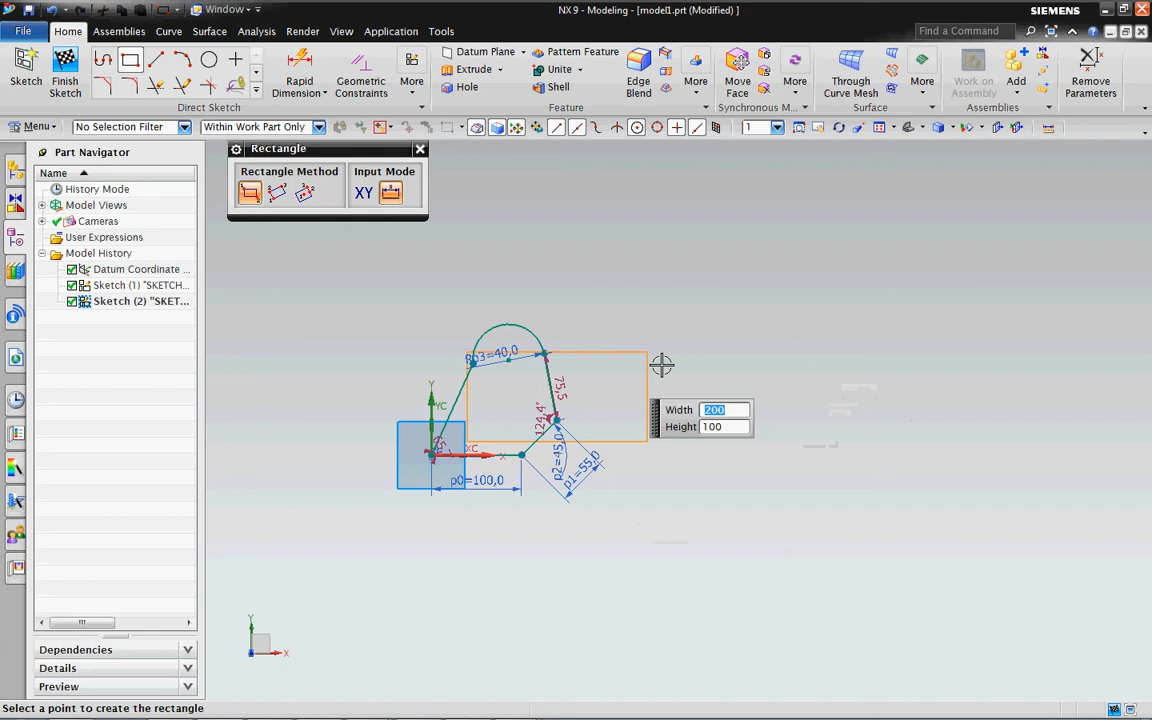 Window
NX 9 - Modeling - [model1.prt (Modified) ]
SIEMENS
File Home Assemblies Curve Surface Analysis Render View Application Tools
Find a Command
Sketch
Finish Sketch
Direct Sketch
Rapid Dimension
Geometric Constraints
More
Datum Plane
Extrude
Hole
Pattern Feature
Unite
Shell
Edge Blend
More
Feature
Move Face
More
Synchronous M...
Through Curve Mesh
More
Surface
Work on Assembly
Add
Assemblies
Remove Parameters
Menu
No Selection Filter
Within Work Part Only
1
Part Navigator
Name
History Mode
Model Views
Cameras
User Expressions
Model History
Datum Coordinate ...
Sketch (1) "SKETCH...
Sketch (2) "SKET...
Dependencies
Details
Preview
Rectangle
Rectangle Method
Input Mode
XY
p3=40,0
75,5
124,4°
Y
YC
XC
X
p0=100,0
p2=45,0
p1=55,0
Width 200
Height 100
Y
X
Select a point to create the rectangle